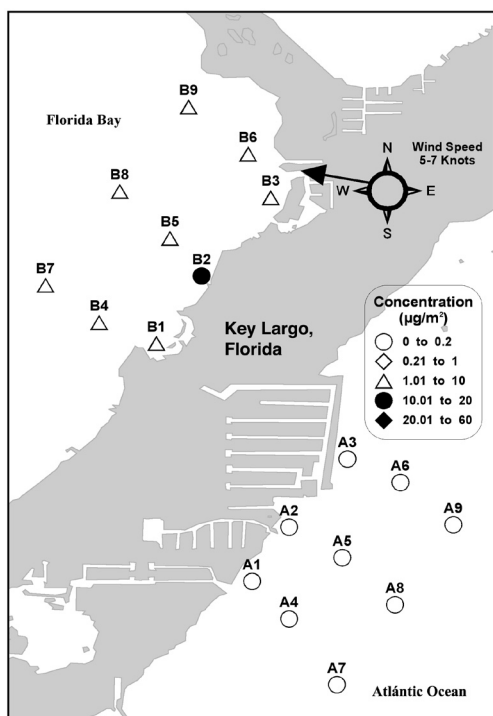 B9
Florida Bay
N
Wind Speed
5-7 Knots
B6
B8
B3
W
E
S
B5
B2
B7
B4
B1
Key Largo,
Florida
Concentration
(µg/m²)
0 to 0.2
0.21 to 1
1.01 to 10
10.01 to 20
20.01 to 60
A3
A6
A2
A9
A5
A1
A8
A4
A7
Atlántic Ocean